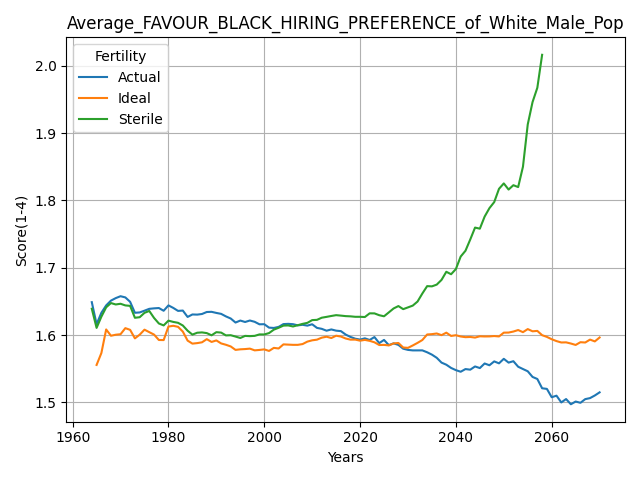 Average_FAVOUR_BLACK_HIRING_PREFERENCE_of_White_Male_Pop
Fertility
Actual
Ideal
Sterile
Score(1-4)
2.0
1.9
1.8
1.7
1.6
1.5
1960
1980
2000
2020
2040
2060
Years